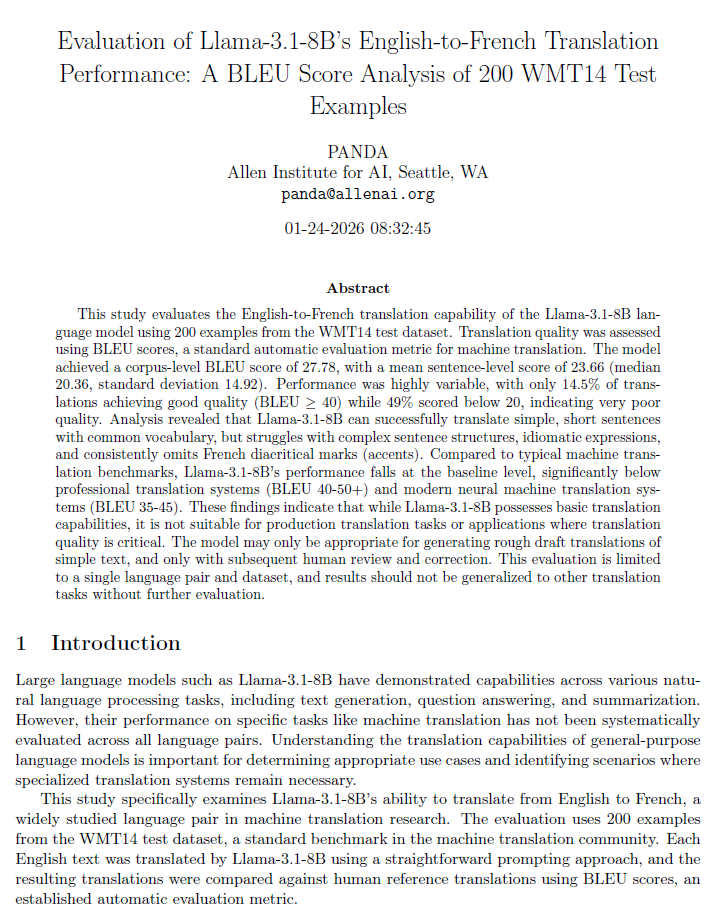 Evaluation of Llama-3.1-8B's English-to-French Translation
Performance: A BLEU Score Analysis of 200 WMT14 Test
Examples
PANDA
Allen Institute for AI, Seattle, WA
panda@allenai.org
01-24-2026 08:32:45
Abstract
This study evaluates the English-to-French translation capability of the Llama-3.1-8B lan-
guage model using 200 examples from the WMT14 test dataset. Translation quality was assessed
using BLEU scores, a standard automatic evaluation metric for machine translation. The model
achieved a corpus-level BLEU score of 27.78, with a mean sentence-level score of 23.66 (median
20.36, standard deviation 14.92). Performance was highly variable, with only 14.5% of trans-
lations achieving good quality (BLEU ≥ 40) while 49% scored below 20, indicating very poor
quality. Analysis revealed that Llama-3.1-8B can successfully translate simple, short sentences
with common vocabulary, but struggles with complex sentence structures, idiomatic expressions,
and consistently omits French diacritical marks (accents). Compared to typical machine trans-
lation benchmarks, Llama-3.1-8B's performance falls at the baseline level, significantly below
professional translation systems (BLEU 40-50+) and modern neural machine translation sys-
tems (BLEU 35-45). These findings indicate that while Llama-3.1-8B possesses basic translation
capabilities, it is not suitable for production translation tasks or applications where translation
quality is critical. The model may only be appropriate for generating rough draft translations of
simple text, and only with subsequent human review and correction. This evaluation is limited
to a single language pair and dataset, and results should not be generalized to other translation
tasks without further evaluation.
1 Introduction
Large language models such as Llama-3.1-8B have demonstrated capabilities across various natu-
ral language processing tasks, including text generation, question answering, and summarization.
However, their performance on specific tasks like machine translation has not been systematically
evaluated across all language pairs. Understanding the translation capabilities of general-purpose
language models is important for determining appropriate use cases and identifying scenarios where
specialized translation systems remain necessary.
This study specifically examines Llama-3.1-8B's ability to translate from English to French, a
widely studied language pair in machine translation research. The evaluation uses 200 examples
from the WMT14 test dataset, a standard benchmark in the machine translation community. Each
English text was translated by Llama-3.1-8B using a straightforward prompting approach, and the
resulting translations were compared against human reference translations using BLEU scores, an
established automatic evaluation metric.